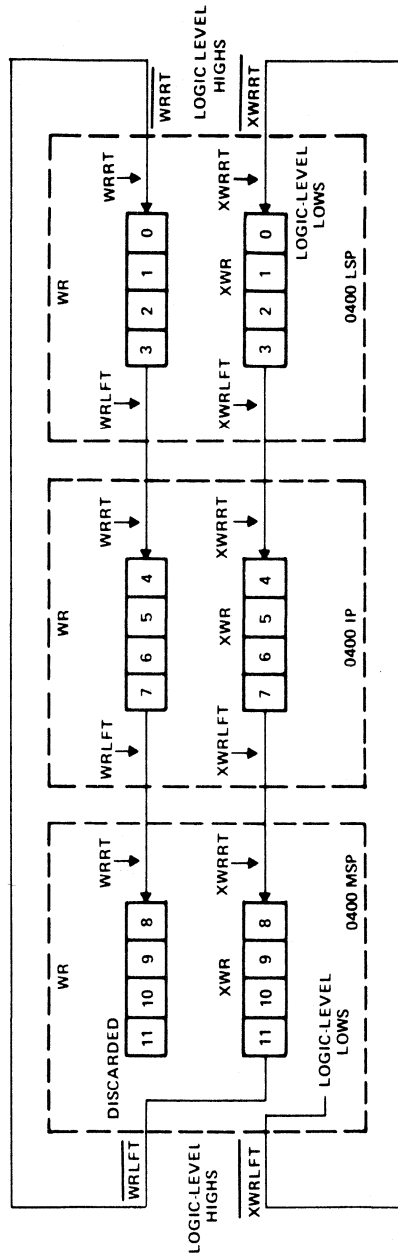 WR
WR
WR
DISCARDED
11 10 9 8
WRRT
WRLFT
7 6 5 4
WRRT
WRLFT
3 2 1 0
WRRT
WRRT
LOGIC LEVEL
HIGHS
WRLFT
LOGIC-LEVEL
HIGHS
XWRLFT
XWR
11 10 9 8
XWRRT
XWRLFT
XWR
7 6 5 4
XWRRT
XWRLFT
XWR
3 2 1 0
XWRRT
XWRRT
LOGIC-LEVEL
LOWS
LOGIC-LEVEL
LOWS
0400 MSP
0400 IP
0400 LSP